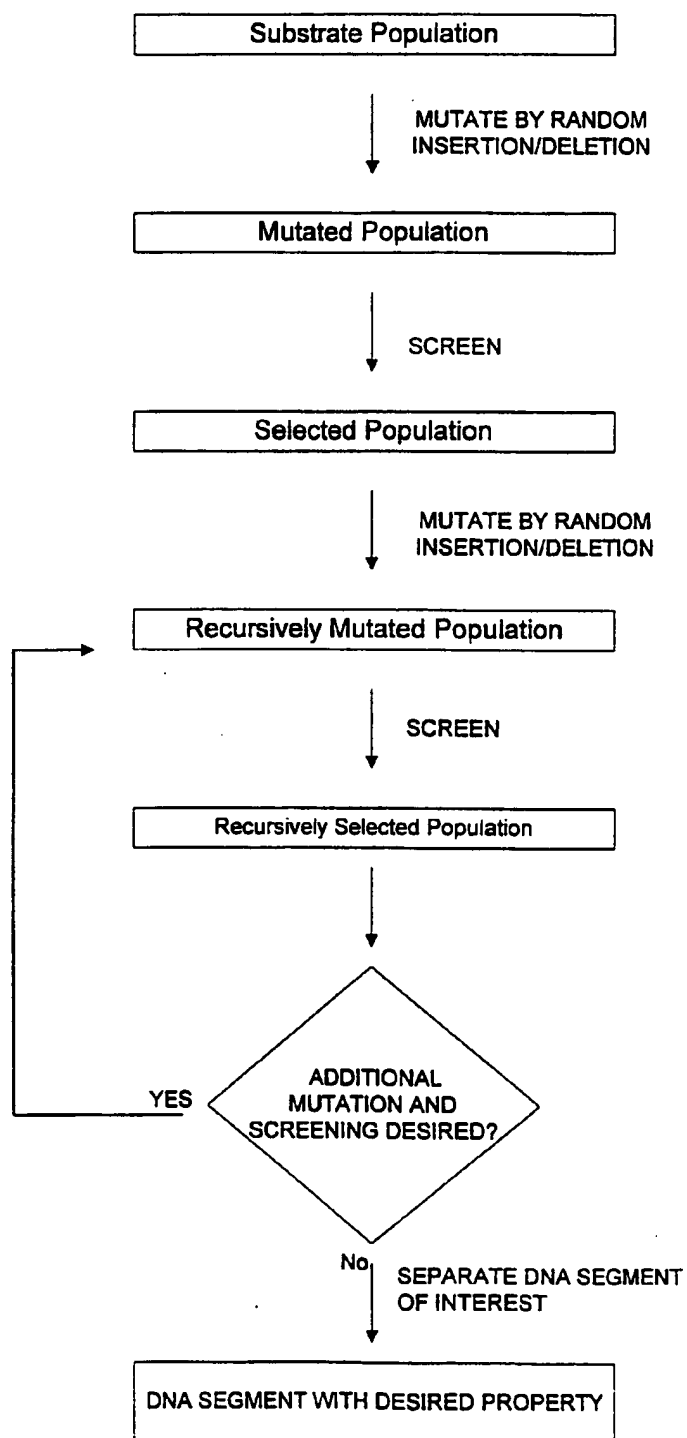 Substrate Population
MUTATE BY RANDOM
INSERTION/DELETION
Mutated Population
SCREEN
Selected Population
MUTATE BY RANDOM
INSERTION/DELETION
Recursively Mutated Population
SCREEN
Recursively Selected Population
ADDITIONAL
MUTATION AND
SCREENING DESIRED?
YES
No
SEPARATE DNA SEGMENT
OF INTEREST
DNA SEGMENT WITH DESIRED PROPERTY